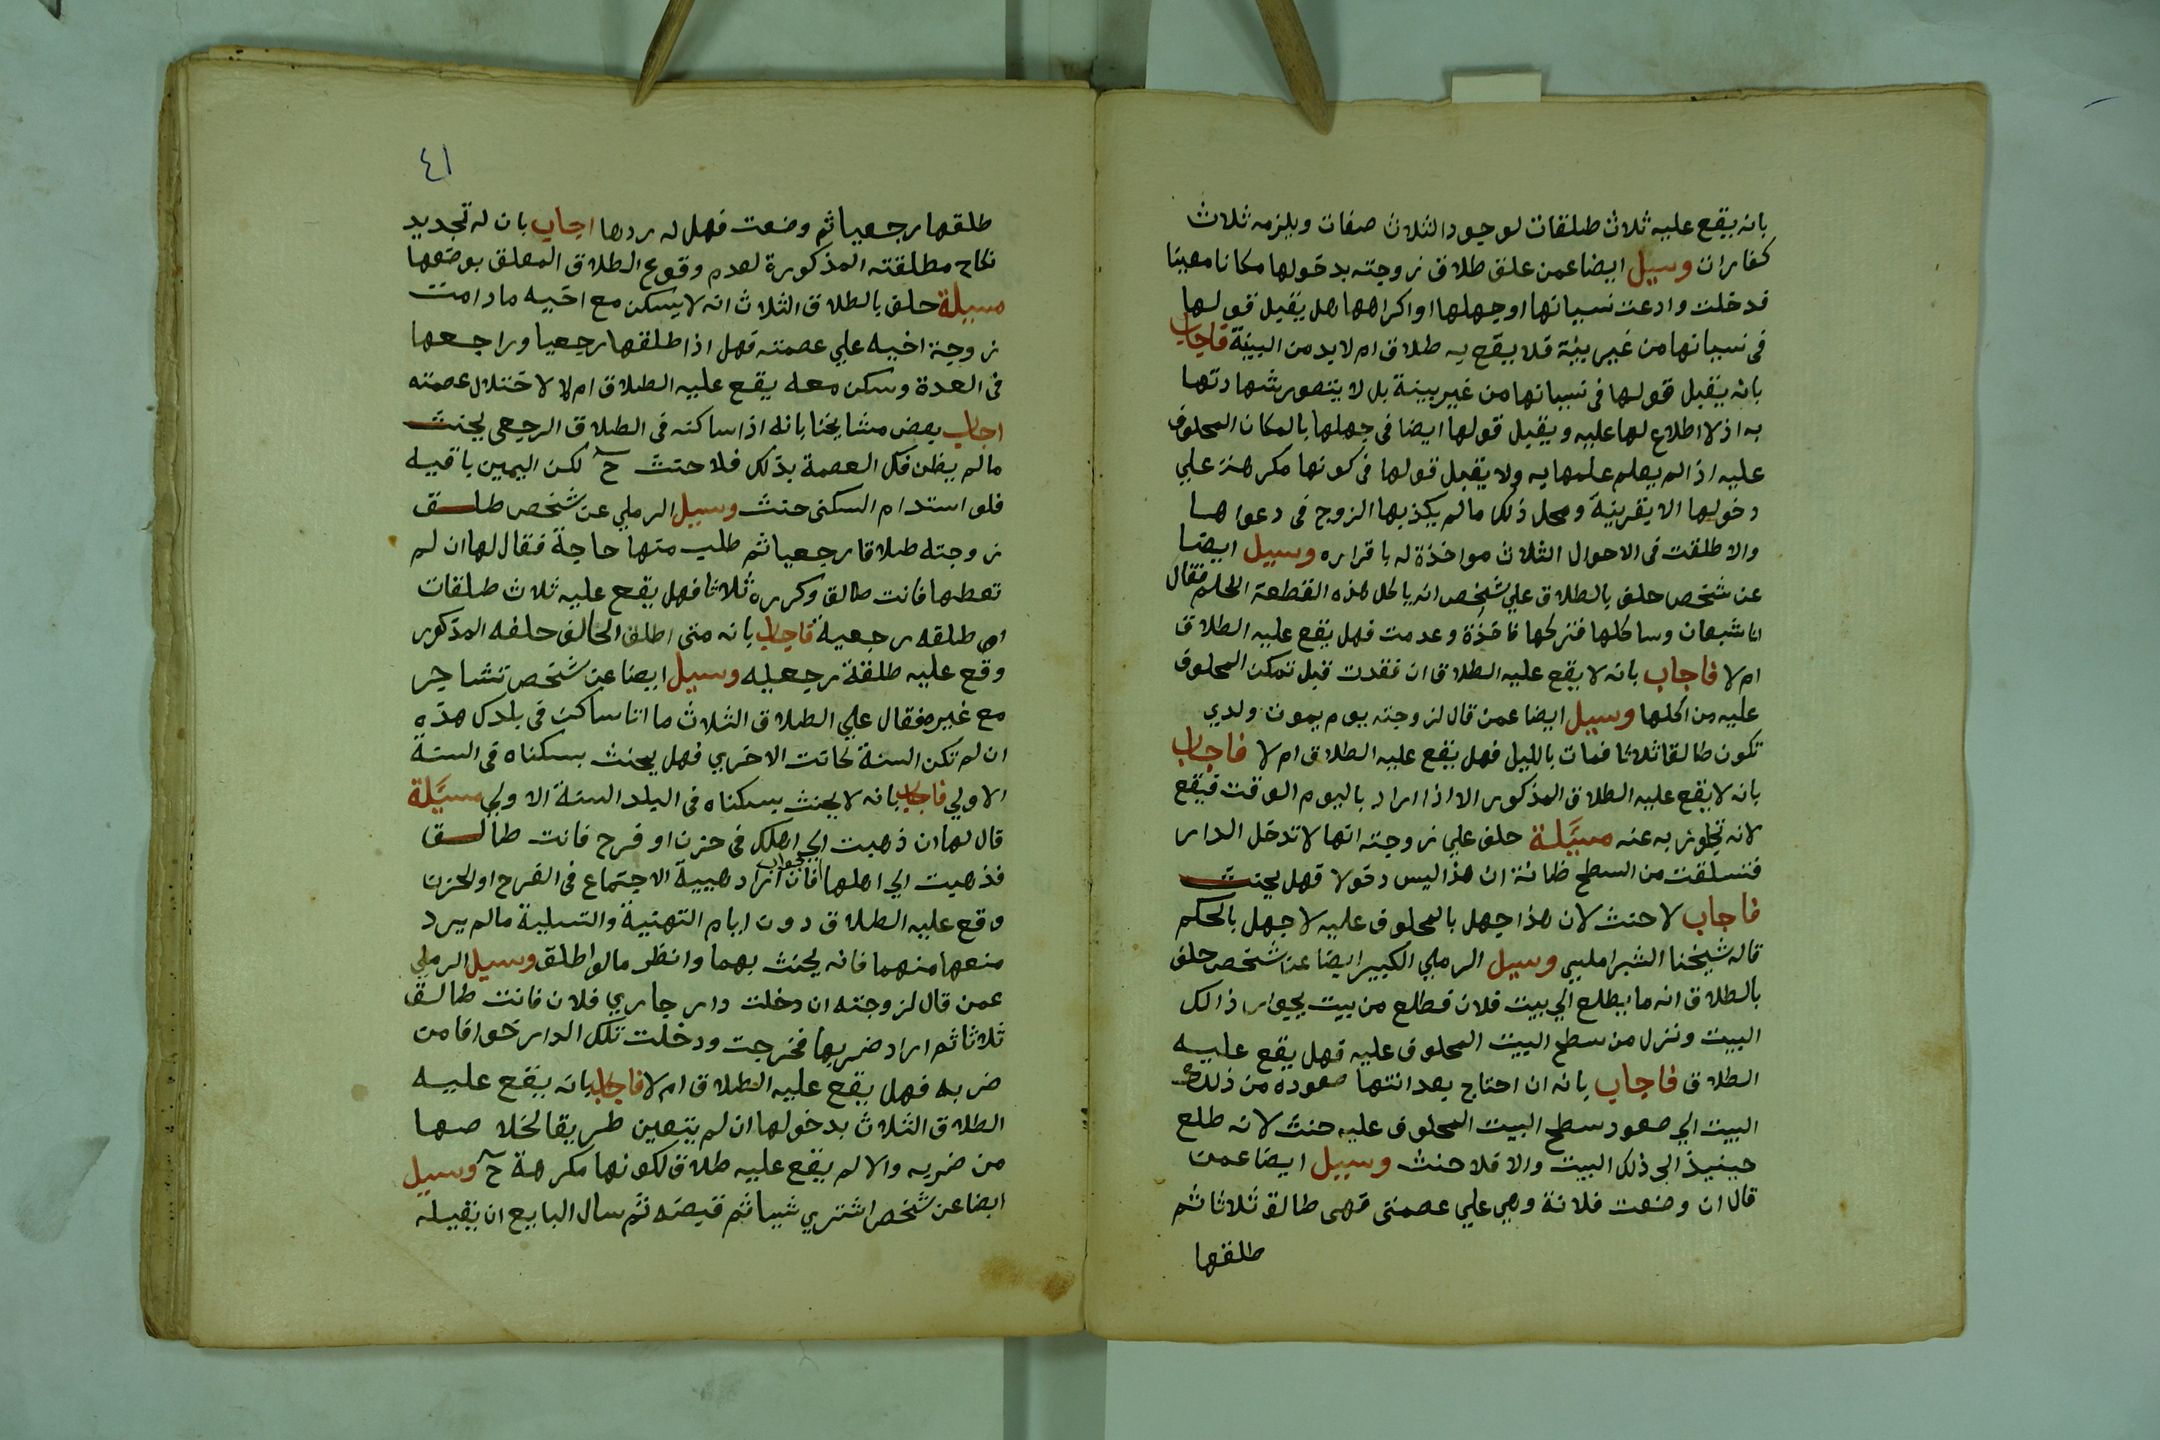 بانه يقع عليه ثلاث طلقات لوجود الثلاث صفات ويلزمه ثلاث
كفارات وسيل ايضا عمن علق طلاق زوجته بدخولها مكانا معينا
فدخلت وادعت نسيانها او جهلها او اكراهها هل يقبل قولها
في نسيانها من غير بينة فلا يقع به طلاق ام لا بد من البينة فاجاب
بانه يقبل قولها في نسيانها من غير بينة بل لا يتصور شهادتها
به اذ لا اطلاع لها عليه ويقبل قولها ايضا في جهلها بالمكان المحلوف
عليه اذا لم يعلم علمها به ولا يقبل قولها في كونها مكرهة علي
دخولها الا بقرينة ومحل ذلك ما لم يكذبها الزوج في دعواها
والا طلقت في الاحوال الثلاث مواخذة له باقراره وسيل ايضا
عن شخص حلف بالطلاق علي شخص انه ياكل هذه القطعة اللحم فقال
انا شبعان وساكلها فتركها فاخذة وعدمت فهل يقع عليه الطلاق
ام لا فاجاب بانه لا يقع عليه الطلاق ان فقدت قبل تمكن المحلوف
عليه من اكلها وسيل ايضا عمن قال لزوجته يوم يموت ولدي
تكون طالقا ثلاثا فمات بالليل فهل يقع عليه الطلاق ام لا فاجاب
بانه لا يقع عليه الطلاق المذكور الا اذا اراد باليوم الوقت فيقع
لانه تجوز به عنه مسيلة حلف علي زوجته انها لا تدخل الدار
فتسلقت من السطح ظانة ان هذا ليس دخولا فهل يحنث
فاجاب لا حنث لان هذا جهل بالمحلوف عليه لا جهل بالحكم
قاله شيخنا الشبراملسي وسيل الرملي الكبير ايضا عن شخص حلف
بالطلاق انه ما يطلع الي بيت فلان فطلع من بيت بجوار ذالك
البيت ونزل من سطح البيت المحلوف عليه فهل يقع عليه
الطلاق فاجاب بانه ان احتاج بعد انتها صعوده من ذلك
البيت الي صعود سطح البيت المحلوف عليه حنث لانه طلع
حينيذ الي ذلك البيت والا فلا حنث وسيل ايضا عمن
قال ان وضعت فلانة وهي علي عصمتي فهي طالق ثلاثا ثم
طلقها
٤١
طلقها رجعيا ثم وضعت فهل له ردها اجاب بان له تجديد
نكاح مطلقته المذكورة لعدم وقوع الطلاق المعلق بوضعها
مسيلة حلف بالطلاق الثلاث انه لا يسكن مع اخيه ما دامت
زوجة اخيه علي عصمته فهل اذا طلقها رجعيا وراجعها
في العدة وسكن معه يقع عليه الطلاق ام لا لاختلال عصمته
اجاب بعض مشايخنا بانه اذا ساكنه في الطلاق الرجعي يحنث
ما لم يظن فك العصمة بذلك فلا حنث ح لكن اليمين باقيه
فلو استدام السكني حنث وسيل الرملي عن شخص طلق
زوجته طلاقا رجعيا ثم طلب منها حاجة فقال لها ان لم
تعطها فانت طالق وكرره ثلاثا فهل يقع عليه ثلاث طلقات
ام طلقه رجعية فاجاب بانه متي اطلق الحالف حلفه المذكور
وقع عليه طلقة رجعيه وسيل ايضا عن شخص تشاجر
مع غيره فقال علي الطلاق الثلاث ما انا ساكن في بلدك هذه
ان لم تكن السنة كانت الاخري فهل يحنث بسكناه في السنة
الاولي فاجاب بانه لا يحنث بسكناه في البلد السنة الاولي مسيلة
قال لها ان ذهبت الي اهلك في حزن او فرح فانت طالق
فذهبت الي اهلها الجواب فان اراد هيية الاجتماع في الفرح او الحزن
وقع عليه الطلاق دون ايام التهنية والتسلية ما لم يرد
منعها منهما فانه يحنث بهما وانظر ما لو اطلق وسيل الرملي
عمن قال لزوجته ان دخلت دار جاري فلان فانت طالق
ثلاثا ثم اراد ضربها فخرجت ودخلت تلك الدار خوافا من
ضربه فهل يقع عليه الطلاق ام لا فاجاب بانه يقع عليه
الطلاق الثلاث بدخولها ان لم يتعين طريقا لخلاصها
من ضربه والا لم يقع عليه طلاق لكونها مكرهة ح وسيل
ايضا عن شخص اشتري شيا ثم قبضه ثم سال البايع ان يقيله